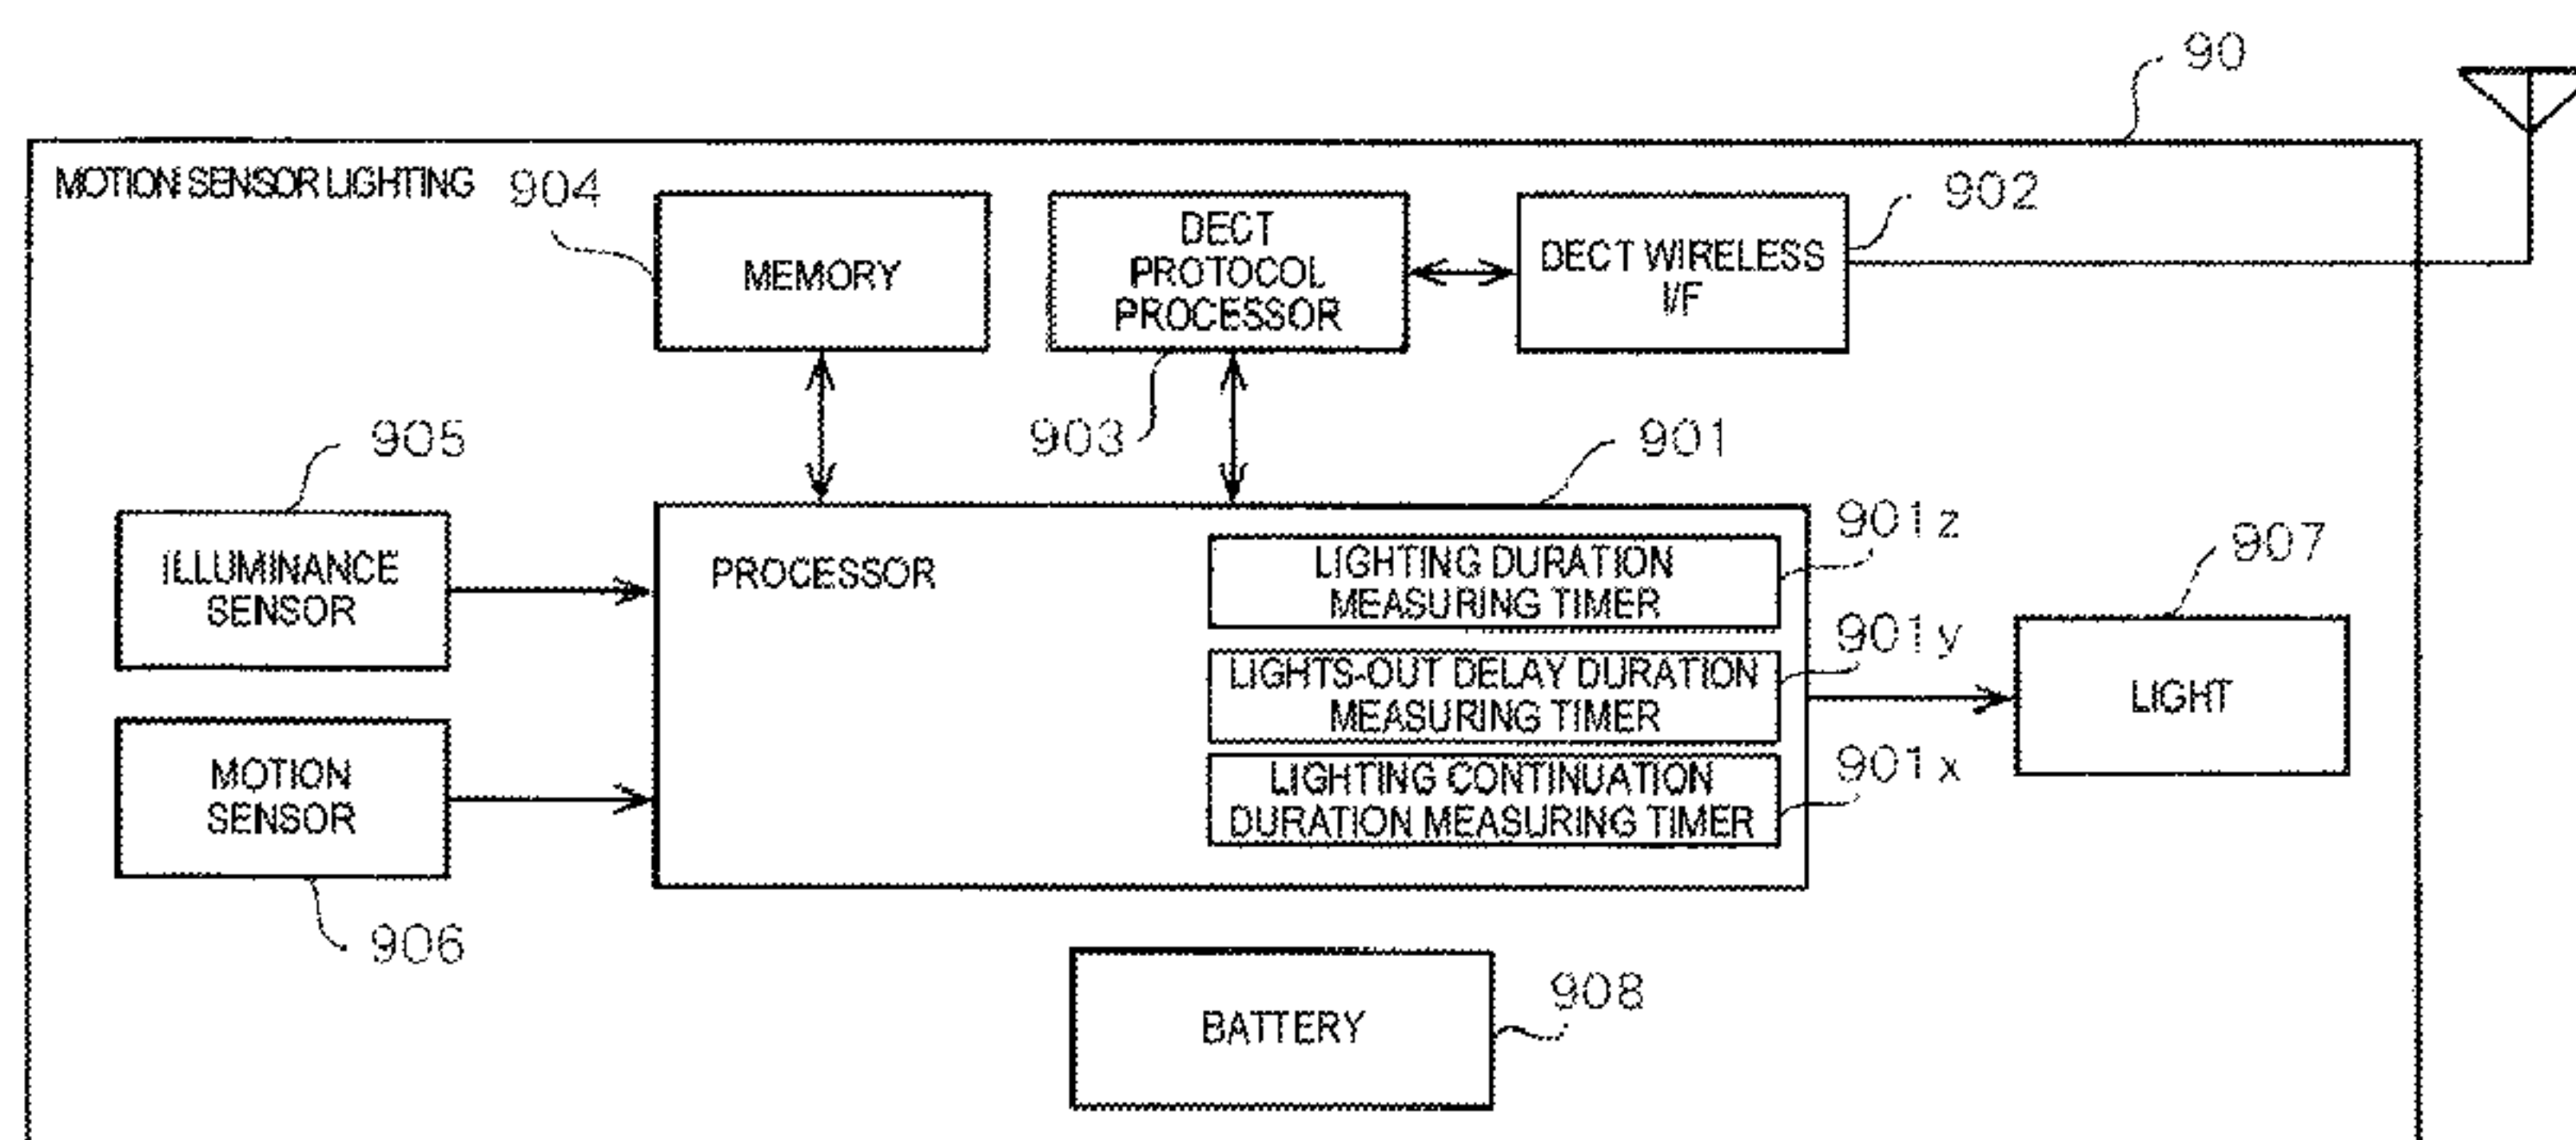 90
MOTION SENSOR LIGHTING
904
MEMORY
DECT
PROTOCOL
PROCESSOR
DECT WIRELESS
I/F
902
903
905
ILLUMINANCE
SENSOR
901
PROCESSOR
LIGHTING DURATION
MEASURING TIMER
901z
LIGHTS-OUT DELAY DURATION
MEASURING TIMER
901y
LIGHTING CONTINUATION
DURATION MEASURING TIMER
901x
907
LIGHT
MOTION
SENSOR
906
BATTERY
908